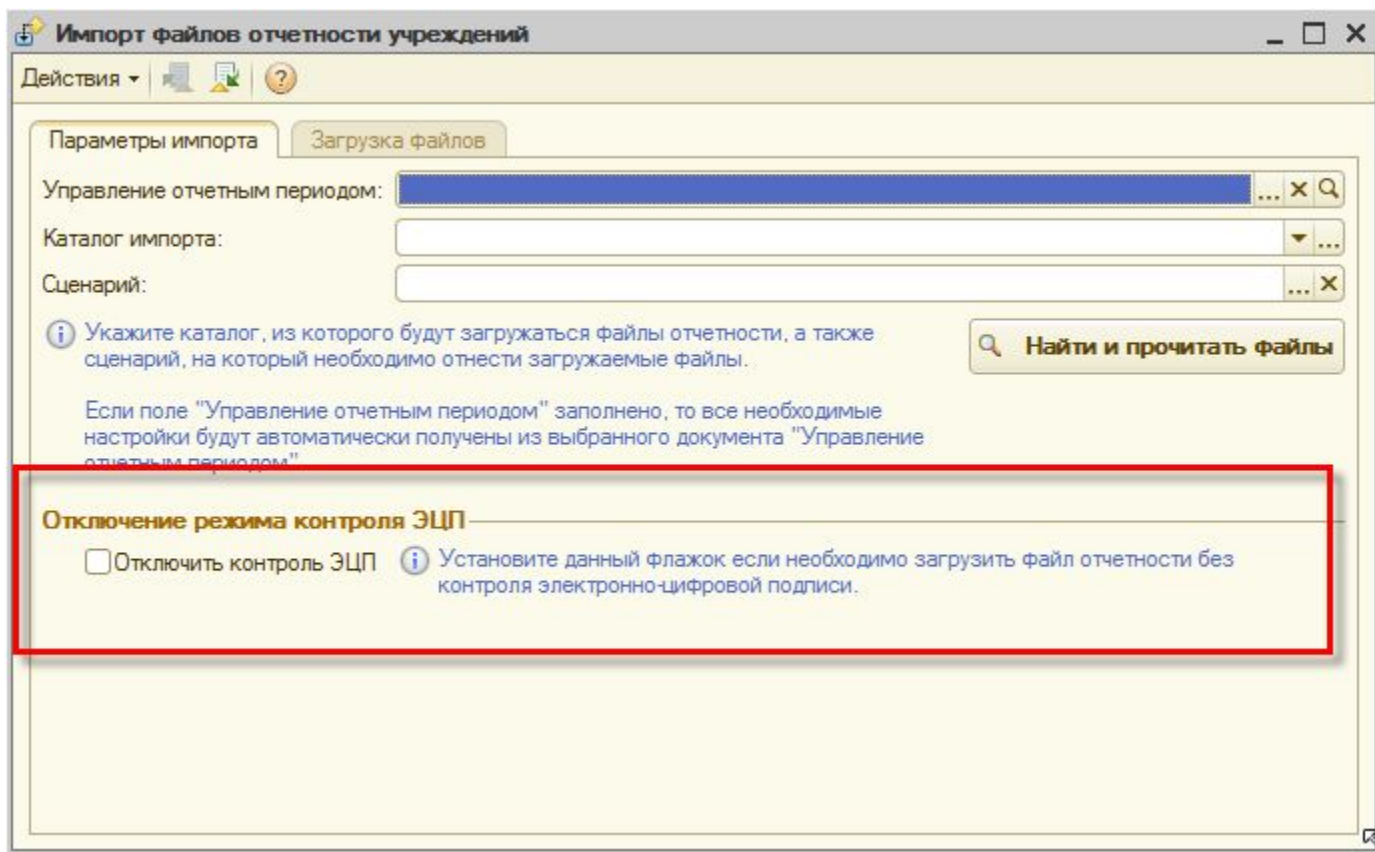 Импорт файлов отчетности учреждений
Действия
Параметры импорта Загрузка файлов
Управление отчетным периодом:
Каталог импорта:
Сценарий:
Укажите каталог, из которого будут загружаться файлы отчетности, а также
сценарий, на который необходимо отнести загружаемые файлы.
Найти и прочитать файлы
Если поле "Управление отчетным периодом" заполнено, то все необходимые
настройки будут автоматически получены из выбранного документа "Управление
отчетным периодом"
Отключение режима контроля ЭЦП
Отключить контроль ЭЦП
Установите данный флажок если необходимо загрузить файл отчетности без
контроля электронно-цифровой подписи.